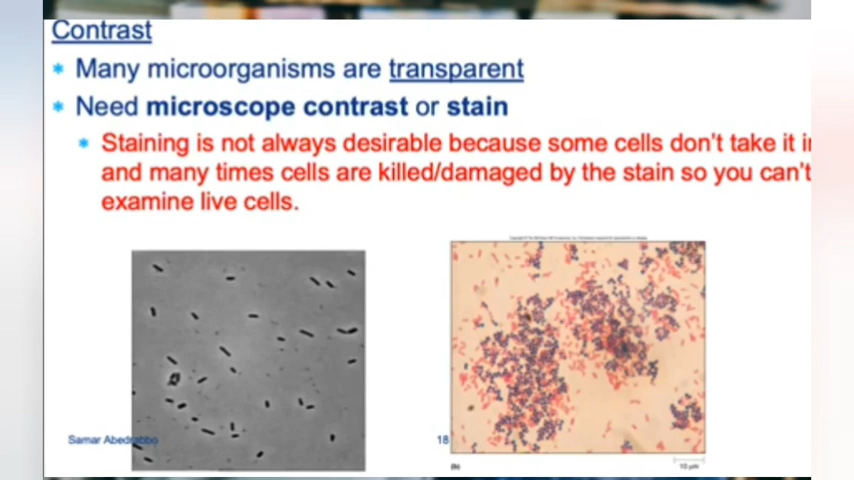 Contrast
Many microorganisms are transparent
Need microscope contrast or stain
Staining is not always desirable because some cells don't take it
and many times cells are killed/damaged by the stain so you can't
examine live cells.
Samar Abedrabbo
18
(b)
10 µm